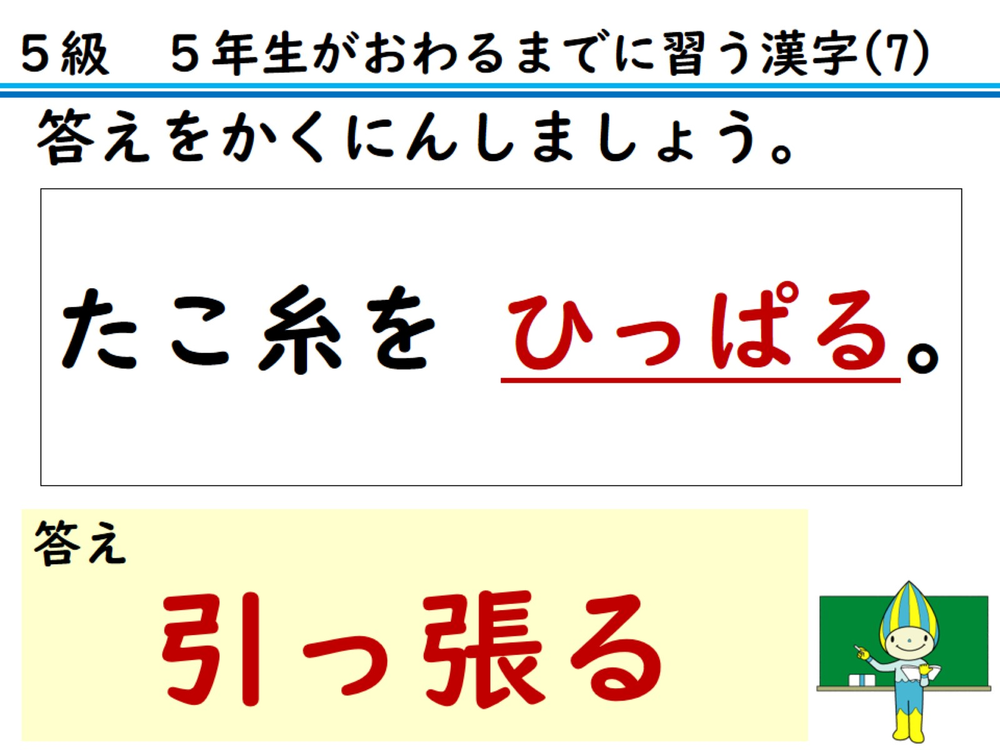 ５級　５年生がおわるまでに習う漢字(7)
答えをかくにんしましょう。
たこ糸を　ひっぱる。
答え
引っ張る